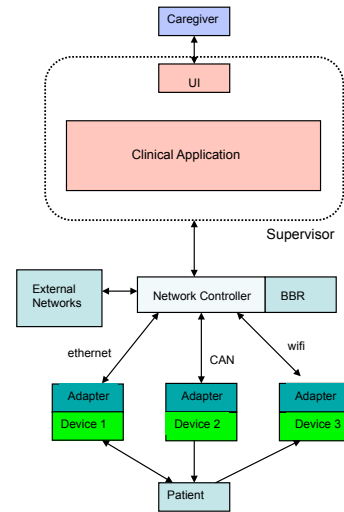 Caregiver
UI
Clinical Application
Supervisor
External
Networks
Network Controller
BBR
ethernet
CAN
wifi
Adapter
Adapter
Adapter
Device 1
Device 2
Device 3
Patient